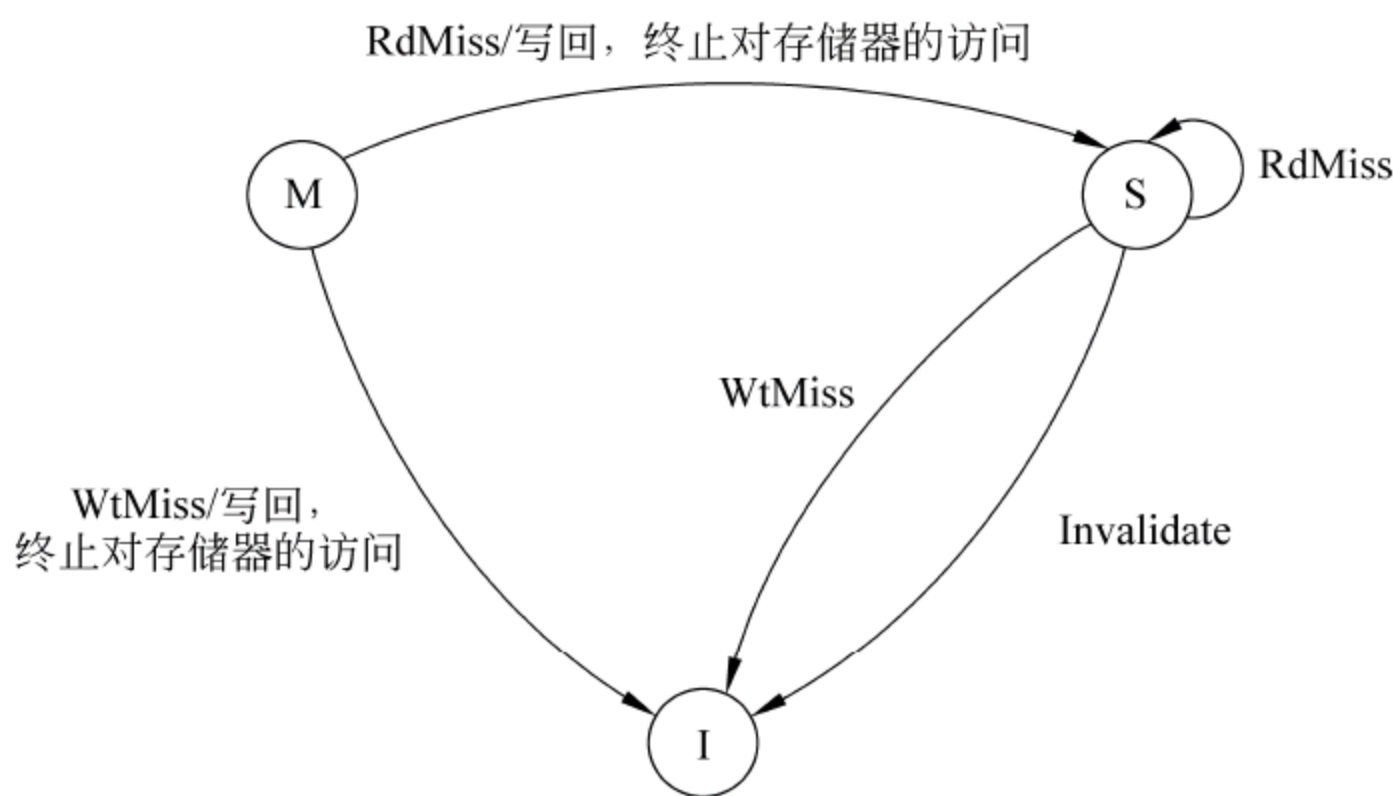 RdMiss/写回，终止对存储器的访问
M
S
RdMiss
WtMiss
WtMiss/写回，
终止对存储器的访问
Invalidate
I